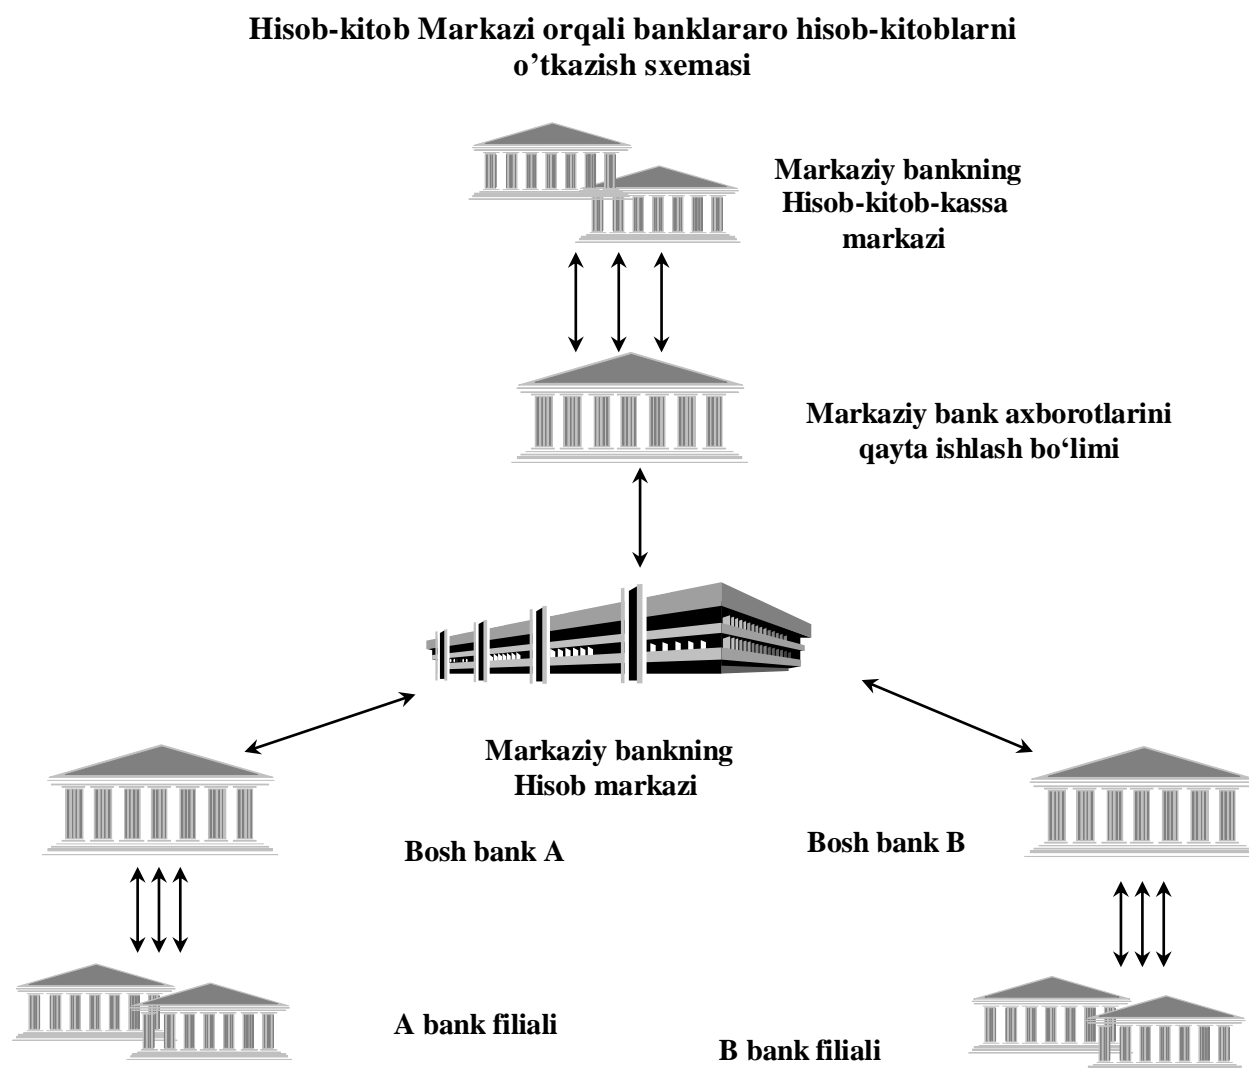 Hisob-kitob Markazi orqali banklararo hisob-kitoblarni
o’tkazish sxemasi
Markaziy bankning
Hisob-kitob-kassa
markazi
Markaziy bank axborotlarini
qayta ishlash bo‘limi
Markaziy bankning
Hisob markazi
Bosh bank A
Bosh bank B
A bank filiali
B bank filiali